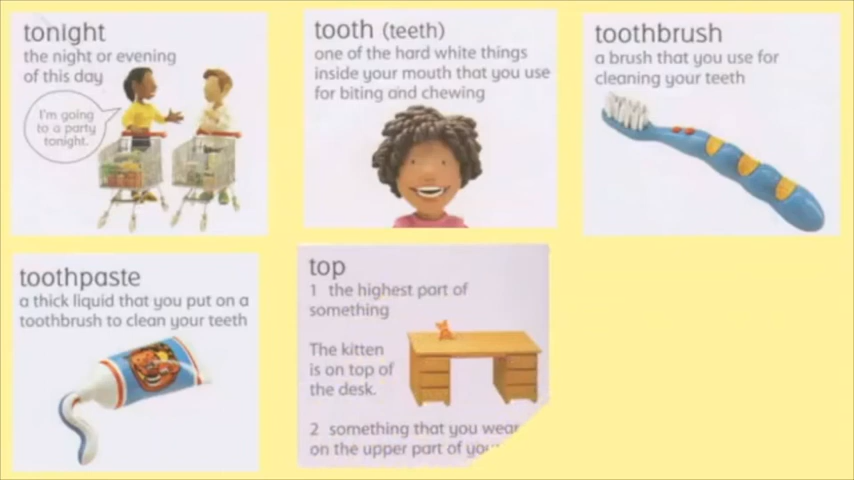 tonight
the night or evening
of this day
I'm going
to a party
tonight.
tooth (teeth)
one of the hard white things
inside your mouth that you use
for biting and chewing
toothbrush
a brush that you use for
cleaning your teeth
toothpaste
a thick liquid that you put on a
toothbrush to clean your teeth
top
1 the highest part of
something
The kitten
is on top of
the desk.
2 something that you wear
on the upper part of